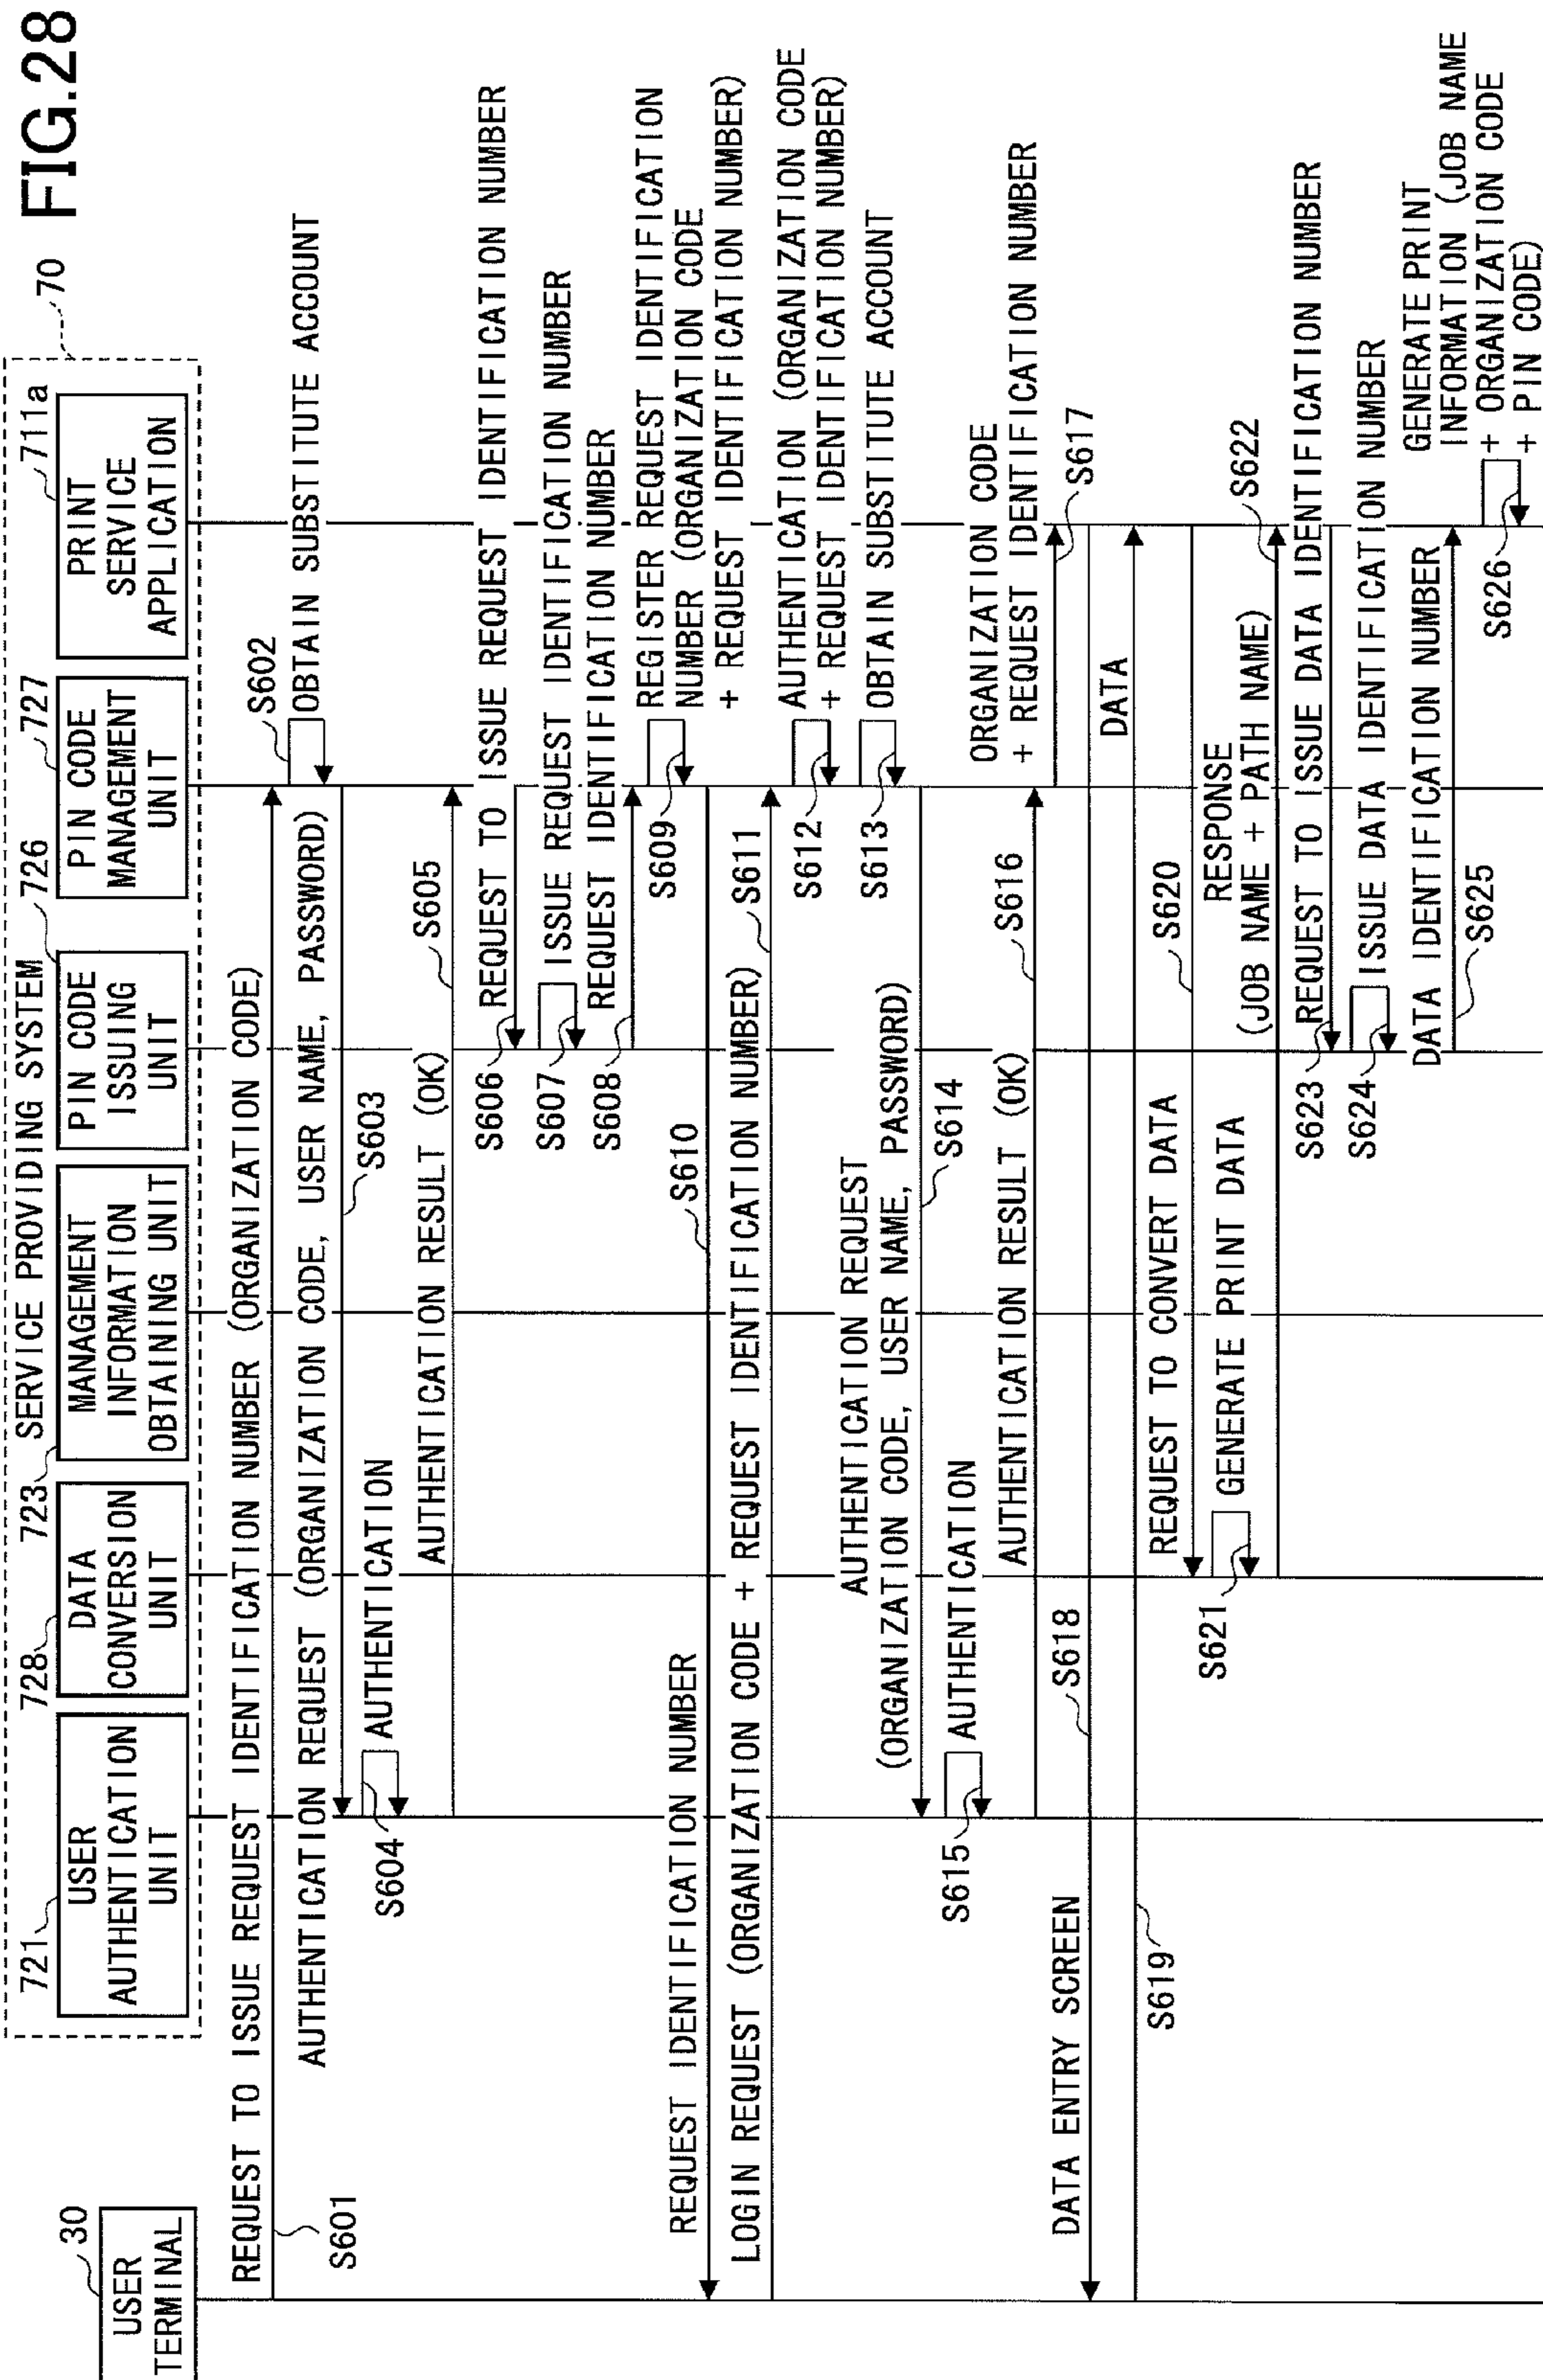 FIG.28
70
SERVICE PROVIDING SYSTEM
30
USER
TERMINAL
721
USER
AUTHENTICATION
UNIT
728
DATA
CONVERSION
UNIT
723
MANAGEMENT
INFORMATION
OBTAINING UNIT
726
PIN CODE
ISSUING
UNIT
727
PIN CODE
MANAGEMENT
UNIT
711a
PRINT
SERVICE
APPLICATION
REQUEST TO ISSUE REQUEST IDENTIFICATION NUMBER (ORGANIZATION CODE)
S601
S602
OBTAIN SUBSTITUTE ACCOUNT
AUTHENTICATION REQUEST (ORGANIZATION CODE, USER NAME, PASSWORD)
S603
AUTHENTICATION
S604
AUTHENTICATION RESULT (OK)
S605
REQUEST TO ISSUE REQUEST IDENTIFICATION NUMBER
S606
ISSUE REQUEST IDENTIFICATION NUMBER
S607
REQUEST IDENTIFICATION NUMBER
S608
REGISTER REQUEST IDENTIFICATION
NUMBER (ORGANIZATION CODE
+ REQUEST IDENTIFICATION NUMBER)
S609
REQUEST IDENTIFICATION NUMBER
S610
LOGIN REQUEST (ORGANIZATION CODE + REQUEST IDENTIFICATION NUMBER)
S611
AUTHENTICATION (ORGANIZATION CODE
+ REQUEST IDENTIFICATION NUMBER)
S612
OBTAIN SUBSTITUTE ACCOUNT
S613
AUTHENTICATION REQUEST
(ORGANIZATION CODE, USER NAME, PASSWORD)
S614
AUTHENTICATION
S615
AUTHENTICATION RESULT (OK)
S616
ORGANIZATION CODE
+ REQUEST IDENTIFICATION NUMBER
S617
DATA ENTRY SCREEN
S618
DATA
S619
REQUEST TO CONVERT DATA
S620
GENERATE PRINT DATA
S621
RESPONSE
(JOB NAME + PATH NAME)
S622
REQUEST TO ISSUE DATA IDENTIFICATION NUMBER
S623
ISSUE DATA IDENTIFICATION NUMBER
S624
DATA IDENTIFICATION NUMBER
S625
GENERATE PRINT
INFORMATION (JOB NAME
+ ORGANIZATION CODE
+ PIN CODE)
S626